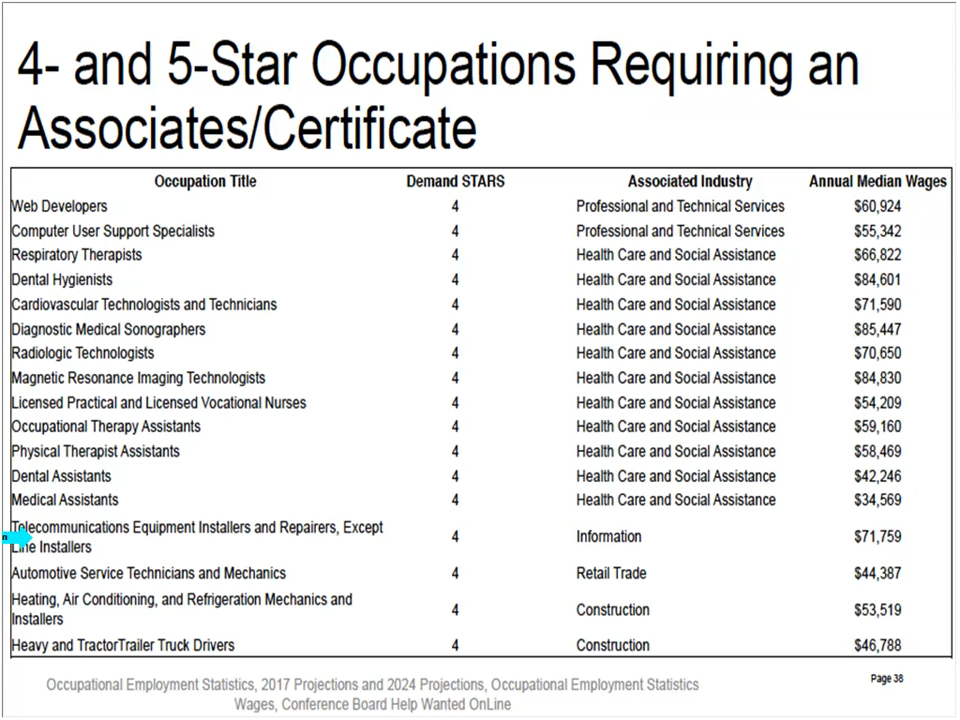 4- and 5-Star Occupations Requiring an
Associates/Certificate
Occupation Title Demand STARS Associated Industry Annual Median Wages
Web Developers 4 Professional and Technical Services $60,924
Computer User Support Specialists 4 Professional and Technical Services $55,342
Respiratory Therapists 4 Health Care and Social Assistance $66,822
Dental Hygienists 4 Health Care and Social Assistance $84,601
Cardiovascular Technologists and Technicians 4 Health Care and Social Assistance $71,590
Diagnostic Medical Sonographers 4 Health Care and Social Assistance $85,447
Radiologic Technologists 4 Health Care and Social Assistance $70,650
Magnetic Resonance Imaging Technologists 4 Health Care and Social Assistance $84,830
Licensed Practical and Licensed Vocational Nurses 4 Health Care and Social Assistance $54,209
Occupational Therapy Assistants 4 Health Care and Social Assistance $59,160
Physical Therapist Assistants 4 Health Care and Social Assistance $58,469
Dental Assistants 4 Health Care and Social Assistance $42,246
Medical Assistants 4 Health Care and Social Assistance $34,569
Telecommunications Equipment Installers and Repairers, Except
Line Installers 4 Information $71,759
Automotive Service Technicians and Mechanics 4 Retail Trade $44,387
Heating, Air Conditioning, and Refrigeration Mechanics and
Installers 4 Construction $53,519
Heavy and TractorTrailer Truck Drivers 4 Construction $46,788
Occupational Employment Statistics, 2017 Projections and 2024 Projections, Occupational Employment Statistics
Wages, Conference Board Help Wanted OnLine
Page 38